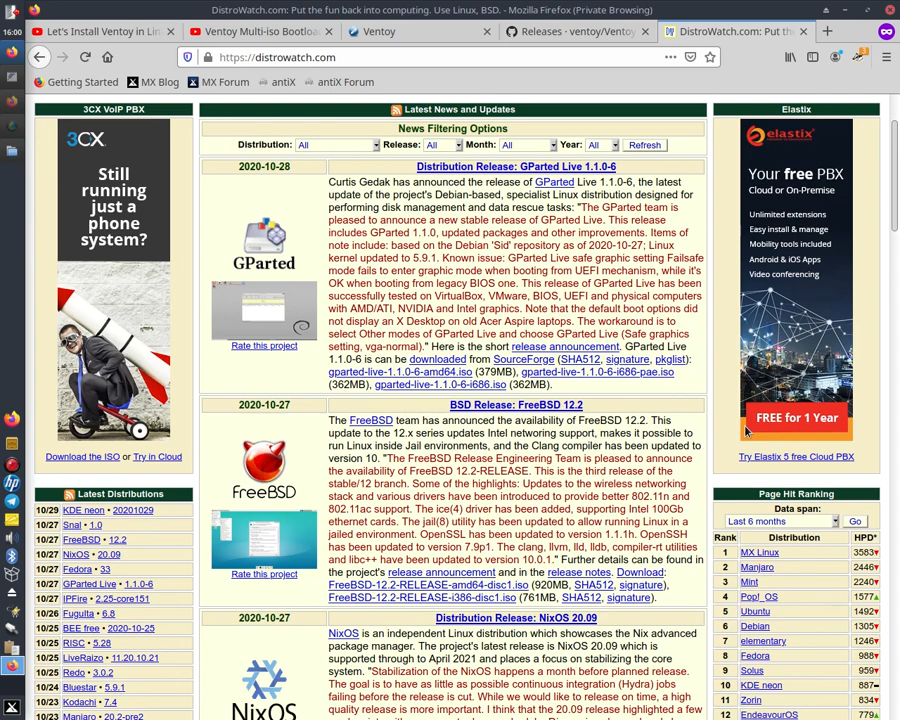 DistroWatch.com: Put the fun back into computing. Use Linux, BSD. - Mozilla Firefox (Private Browsing)
16:00
Let's Install Ventoy in Lin
Ventoy Multi-iso Bootloa
Ventoy
Releases · ventoy/Ventoy
DistroWatch.com: Put the
https://distrowatch.com
Getting Started
MX Blog
MX Forum
antiX
antiX Forum
3CX VoIP PBX
3CX
Still
running
just a
phone
system?
Download the ISO or Try in Cloud
Latest Distributions
10/29 KDE neon • 20201029
10/27 Snal • 1.0
10/27 FreeBSD • 12.2
10/27 NixOS • 20.09
10/27 Fedora • 33
10/27 GParted Live • 1.1.0-6
10/27 IPFire • 2.25-core151
10/26 Fugulta • 6.8
10/25 BEE free • 2020-10-25
10/25 RISC • 5.28
10/25 LiveRaizo • 11.20.10.21
10/25 Redo • 3.0.2
10/24 Bluestar • 5.9.1
10/24 Kodachi • 7.4
10/24 Manjaro • 20.2-pre2
Latest News and Updates
News Filtering Options
Distribution: All Release: All Month: All Year: All Refresh
2020-10-28
Distribution Release: GParted Live 1.1.0-6
GParted
Rate this project
Curtis Gedak has announced the release of GParted Live 1.1.0-6, the latest
update of the project's Debian-based, specialist Linux distribution designed for
performing disk management and data rescue tasks: "The GParted team is
pleased to announce a new stable release of GParted Live. This release
includes GParted 1.1.0, updated packages and other improvements. Items of
note include: based on the Debian 'Sid' repository as of 2020-10-27; Linux
kernel updated to 5.9.1. Known issue: GParted Live safe graphic setting Failsafe
mode fails to enter graphic mode when booting from UEFI mechanism, while it's
OK when booting from legacy BIOS one. This release of GParted Live has been
successfully tested on VirtualBox, VMware, BIOS, UEFI and physical computers
with AMD/ATI, NVIDIA and Intel graphics. Note that the default boot options did
not display an X Desktop on old Acer Aspire laptops. The workaround is to
select Other modes of GParted Live and choose GParted Live (Safe graphics
setting, vga-normal)." Here is the short release announcement. GParted Live
1.1.0-6 is can be downloaded from SourceForge (SHA512, signature, pkglist):
gparted-live-1.1.0-6-amd64.iso (379MB), gparted-live-1.1.0-6-i686-pae.iso
(362MB), gparted-live-1.1.0-6-i686.iso (362MB).
2020-10-27
BSD Release: FreeBSD 12.2
FreeBSD
Rate this project
The FreeBSD team has announced the availability of FreeBSD 12.2. This
update to the 12.x series updates Intel networing support, makes it possible to
run Linux inside Jail environments, and the Clang compiler has been updated to
version 10. "The FreeBSD Release Engineering Team is pleased to announce
the availability of FreeBSD 12.2-RELEASE. This is the third release of the
stable/12 branch. Some of the highlights: Updates to the wireless networking
stack and various drivers have been introduced to provide better 802.11n and
802.11ac support. The ice(4) driver has been added, supporting Intel 100Gb
ethernet cards. The jail(8) utility has been updated to allow running Linux in a
jailed environment. OpenSSL has been updated to version 1.1.1h. OpenSSH
has been updated to version 7.9p1. The clang, llvm, lld, lldb, compiler-rt utilities
and libc++ have been updated to version 10.0.1." Further details can be found in
the project's release announcement and in the release notes. Download:
FreeBSD-12.2-RELEASE-amd64-disc1.iso (920MB, SHA512, signature),
FreeBSD-12.2-RELEASE-i386-disc1.iso (761MB, SHA512, signature).
2020-10-27
Distribution Release: NixOS 20.09
NixOS
NixOS is an independent Linux distribution which showcases the Nix advanced
package manager. The project's latest release is NixOS 20.09 which is
supported through to April 2021 and places a focus on stabilizing the core
system. "Stabilization of the NixOS happens a month before planned release.
The goal is to have as little as possible continuous integration (Hydra) jobs
failing before the release is cut. While we would like to release on time, a high
quality release is more important. I think that the 20.09 release highlighted a few
Elastix
elastix
Your free PBX
Cloud or On-Premise
Unlimited extensions
Easy install & manage
Mobility tools included
Android & iOS Apps
Video conferencing
FREE for 1 Year
Try Elastix 5 free Cloud PBX
Page Hit Ranking
Data span:
Last 6 months Go
Rank Distribution HPD*
1 MX Linux 3583
2 Manjaro 2446
3 Mint 2240
4 Pop!_OS 1577
5 Ubuntu 1492
6 Debian 1305
7 elementary 1246
8 Fedora 988
9 Solus 959
10 KDE neon 887
11 Zorin 834
12 EndeavourOS 779